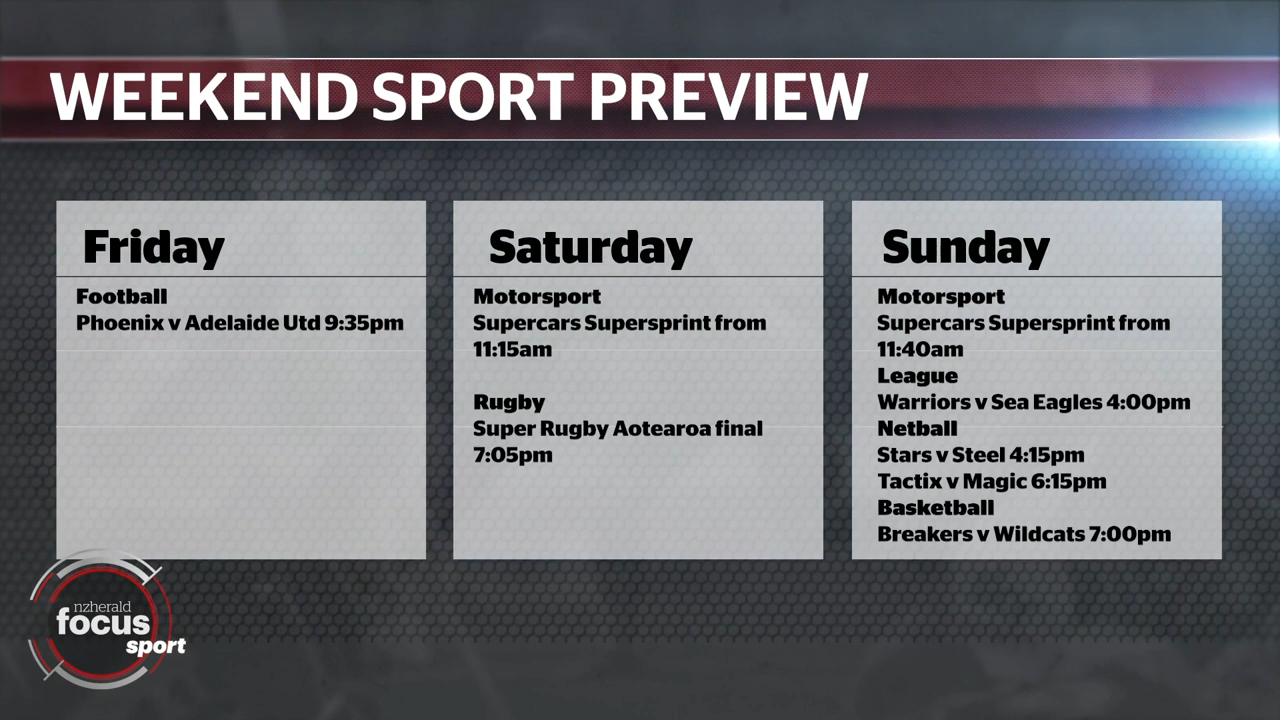 WEEKEND SPORT PREVIEW
Friday
Football
Phoenix v Adelaide Utd 9:35pm
Saturday
Motorsport
Supercars Supersprint from
11:15am
Rugby
Super Rugby Aotearoa final
7:05pm
Sunday
Motorsport
Supercars Supersprint from
11:40am
League
Warriors v Sea Eagles 4:00pm
Netball
Stars v Steel 4:15pm
Tactix v Magic 6:15pm
Basketball
Breakers v Wildcats 7:00pm
nzherald
focus
sport